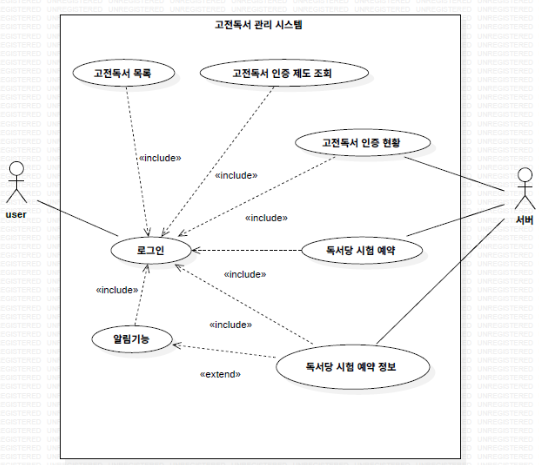 고전독서 관리 시스템
고전독서 목록
고전독서 인증 제도 조회
고전독서 인증 현황
«include»
«include»
«include»
user
서버
로그인
독서당 시험 예약
«include»
«include»
«include»
알림기능
독서당 시험 예약 정보
«extend»